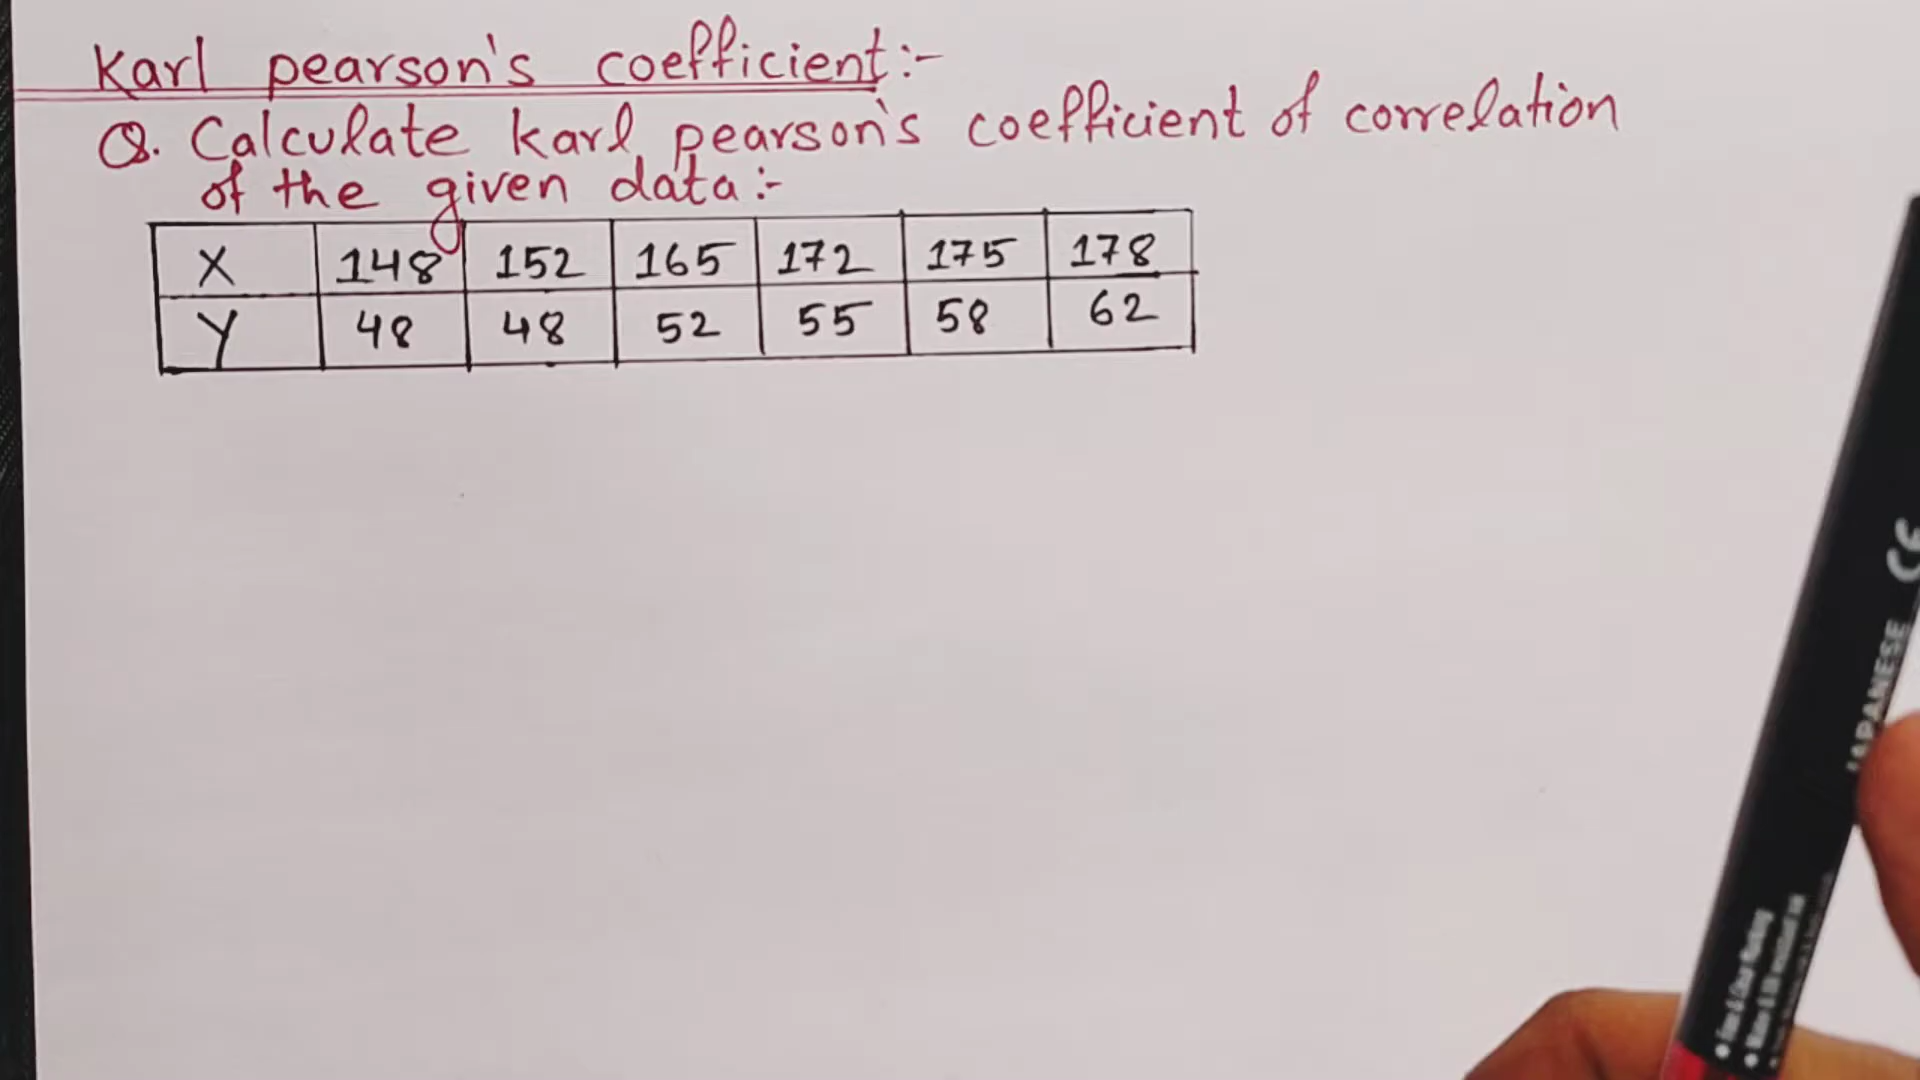 Karl pearson's coefficient:-
Q. Calculate Karl pearson's coefficient of correlation
of the given data:-
X 148 152 165 172 175 178
Y 48 48 52 55 58 62
JAPANESE CE